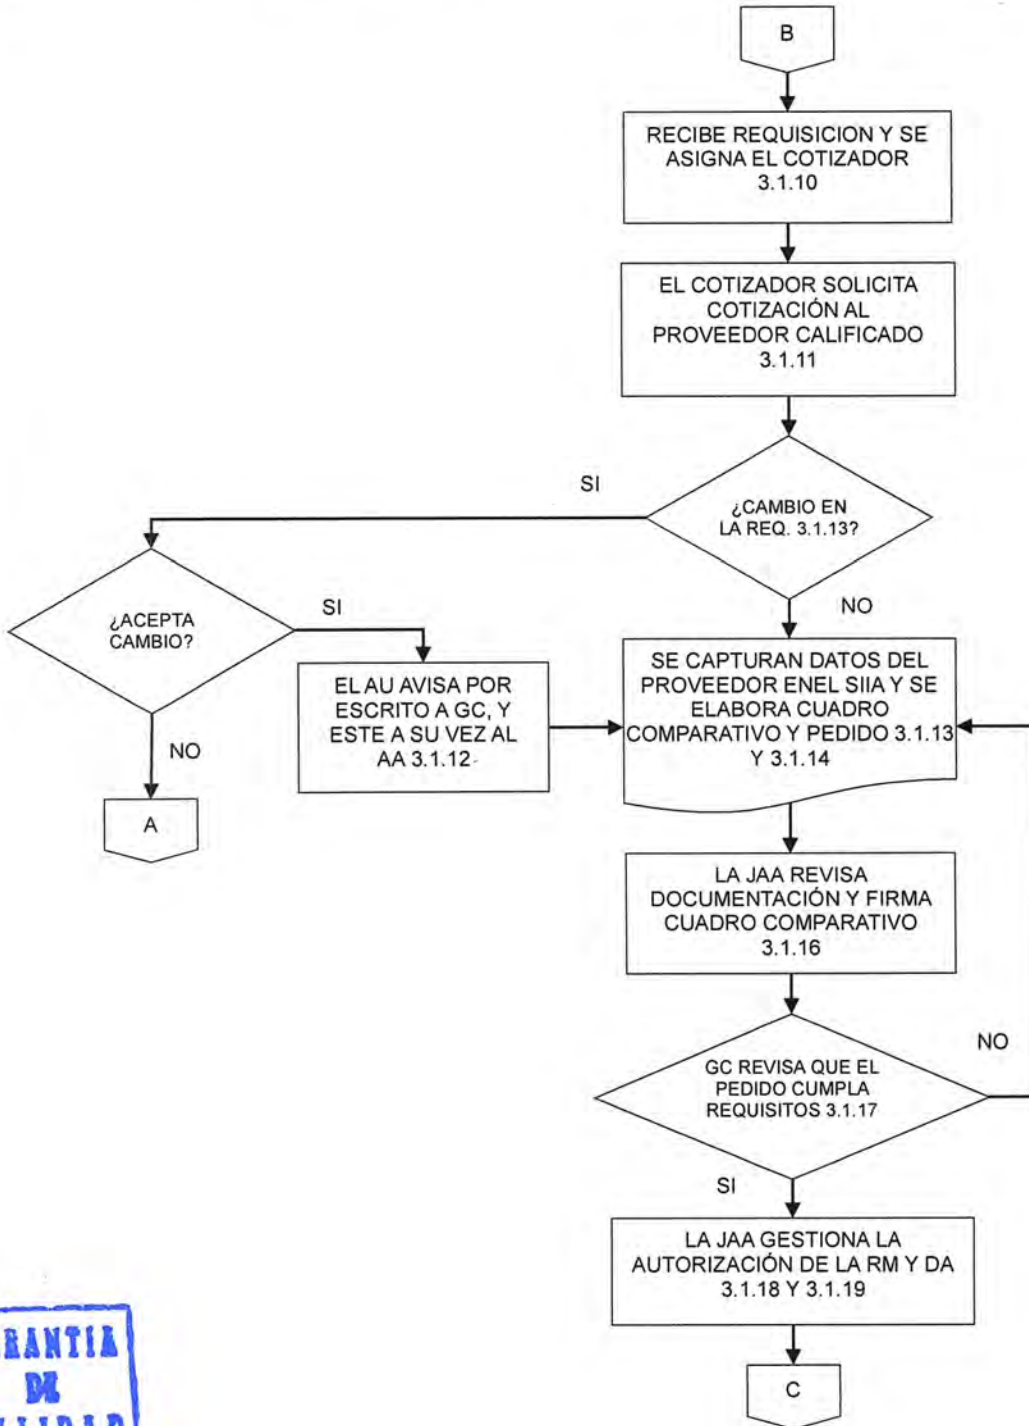 B
RECIBE REQUISICION Y SE
ASIGNA EL COTIZADOR
3.1.10
EL COTIZADOR SOLICITA
COTIZACIÓN AL
PROVEEDOR CALIFICADO
3.1.11
SI
¿CAMBIO EN
LA REQ. 3.1.13?
NO
¿ACEPTA
CAMBIO?
SI
NO
A
EL AU AVISA POR
ESCRITO A GC, Y
ESTE A SU VEZ AL
AA 3.1.12
SE CAPTURAN DATOS DEL
PROVEEDOR ENEL SIIA Y SE
ELABORA CUADRO
COMPARATIVO Y PEDIDO 3.1.13
Y 3.1.14
LA JAA REVISA
DOCUMENTACIÓN Y FIRMA
CUADRO COMPARATIVO
3.1.16
GC REVISA QUE EL
PEDIDO CUMPLA
REQUISITOS 3.1.17
NO
SI
LA JAA GESTIONA LA
AUTORIZACIÓN DE LA RM Y DA
3.1.18 Y 3.1.19
C
RANTIA
DE
LIDAD